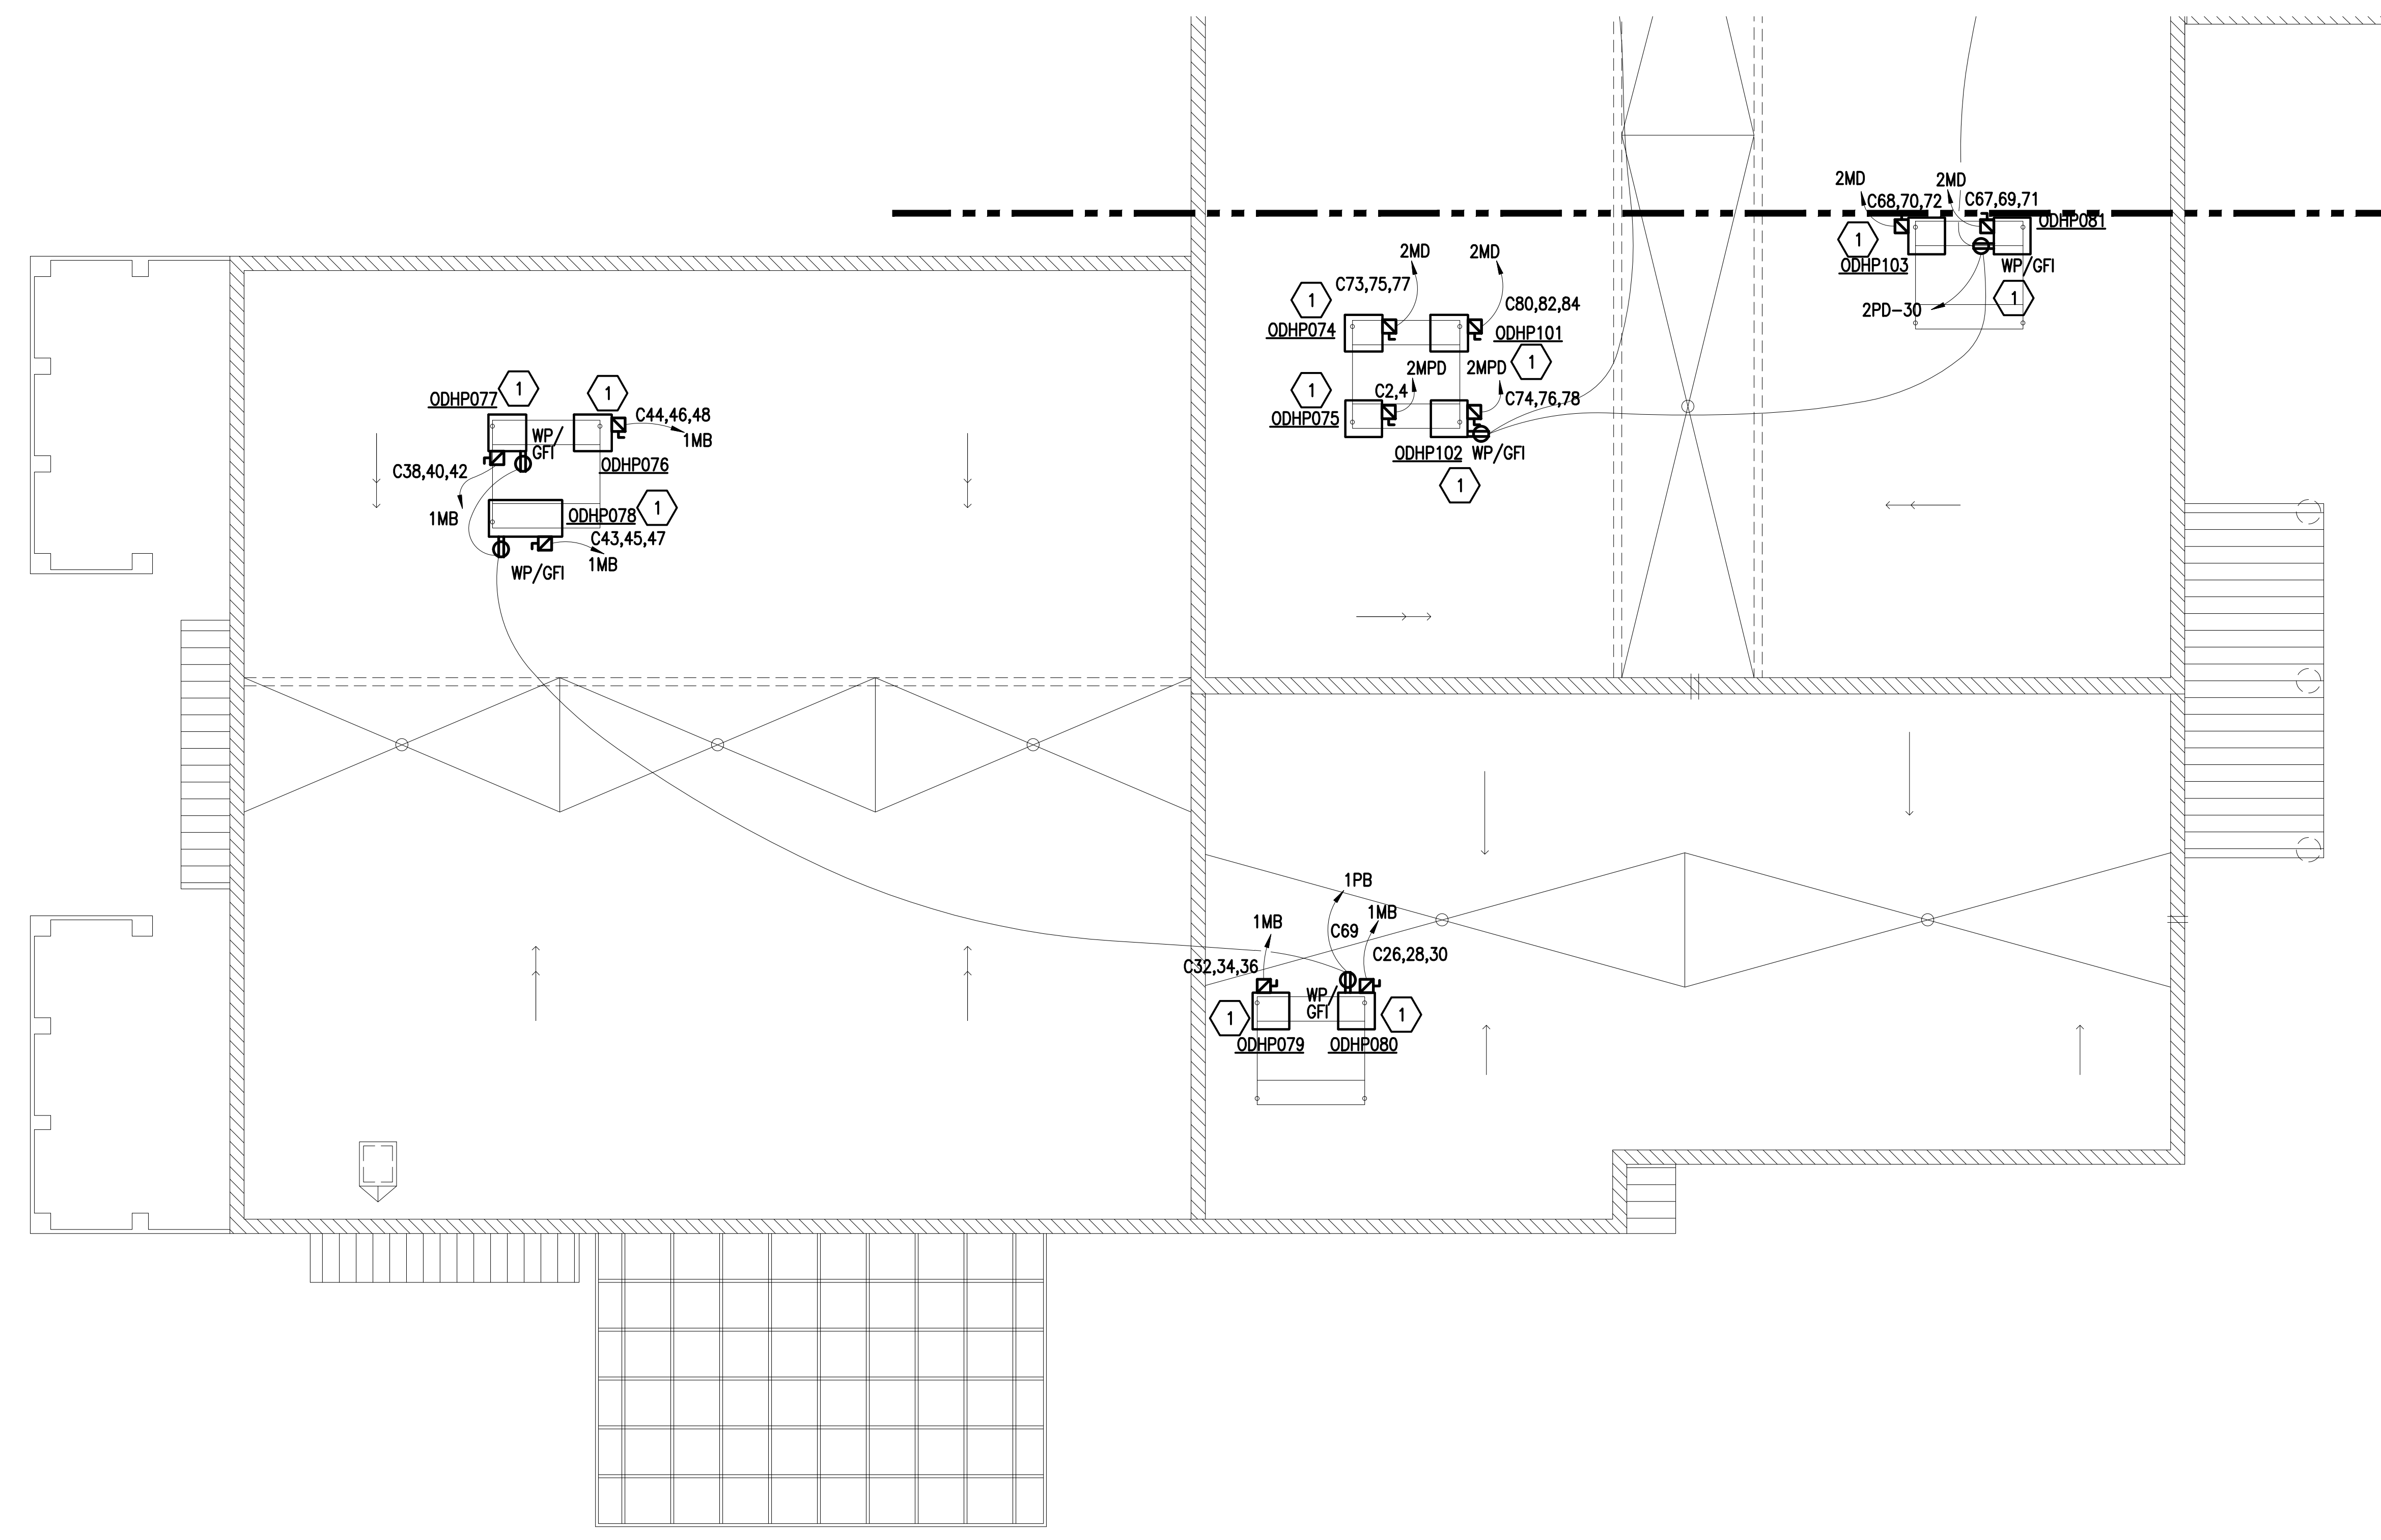 2MD
2MD
C68,70,72
C67,69,71
ODHP081
1
ODHP103
WP/GFI
1
2PD-30
2MD
2MD
C73,75,77
1
C80,82,84
ODHP074
ODHP101
1
2MPD
2MPD
1
C2,4
C74,76,78
ODHP075
ODHP102
WP/GFI
1
1
1
ODHP077
C44,46,48
1MB
WP/
GFI
ODHP076
C38,40,42
1MB
ODHP078
1
C43,45,47
1MB
WP/GFI
1PB
1MB
1MB
C69
C26,28,30
C32,34,36
WP/
GFI
1
1
ODHP079
ODHP080